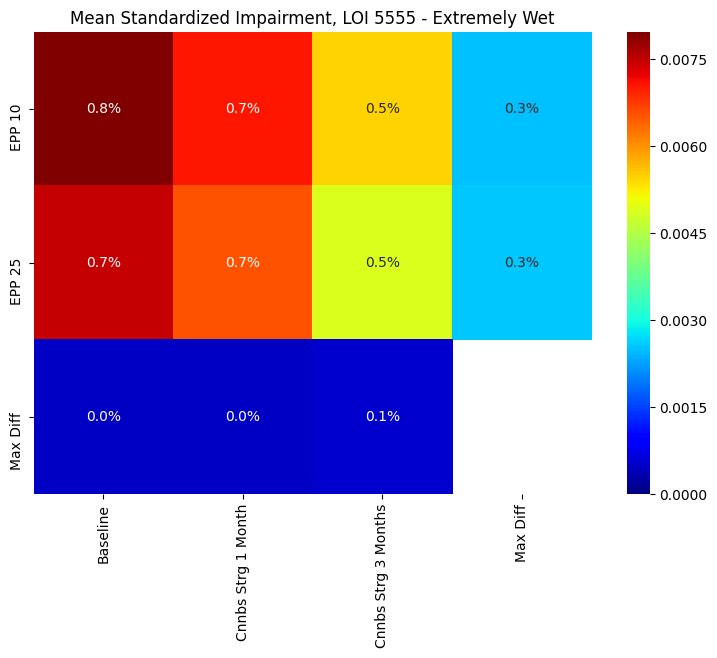 Mean Standardized Impairment, LOI 5555 - Extremely Wet
EPP 10
0.8%
0.7%
0.5%
0.3%
EPP 25
0.7%
0.7%
0.5%
0.3%
Max Diff
0.0%
0.0%
0.1%
Baseline
Cnnbs Strg 1 Month
Cnnbs Strg 3 Months
Max Diff
0.0075
0.0060
0.0045
0.0030
0.0015
0.0000